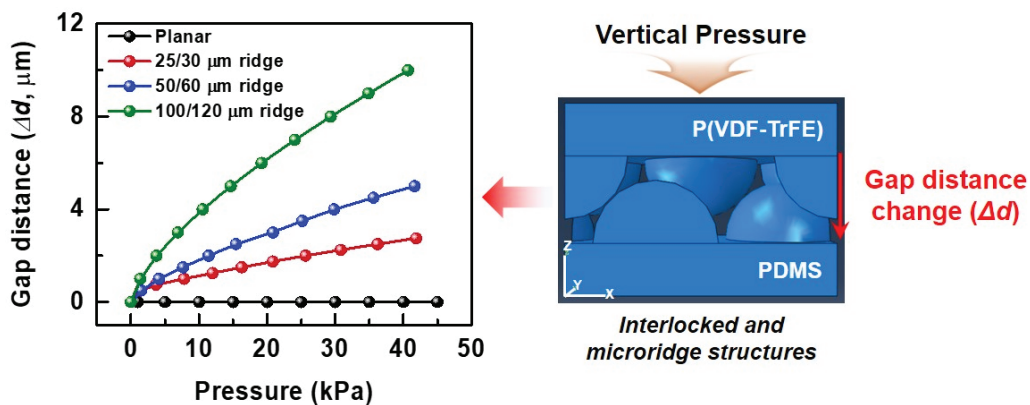 12
8
4
0
Gap distance (Δd, μm)
Planar
25/30 μm ridge
50/60 μm ridge
100/120 μm ridge
0 10 20 30 40 50
Pressure (kPa)
Vertical Pressure
P(VDF-TrFE)
Gap distance
change (Δd)
PDMS
Z
Y
X
Interlocked and
microridge structures